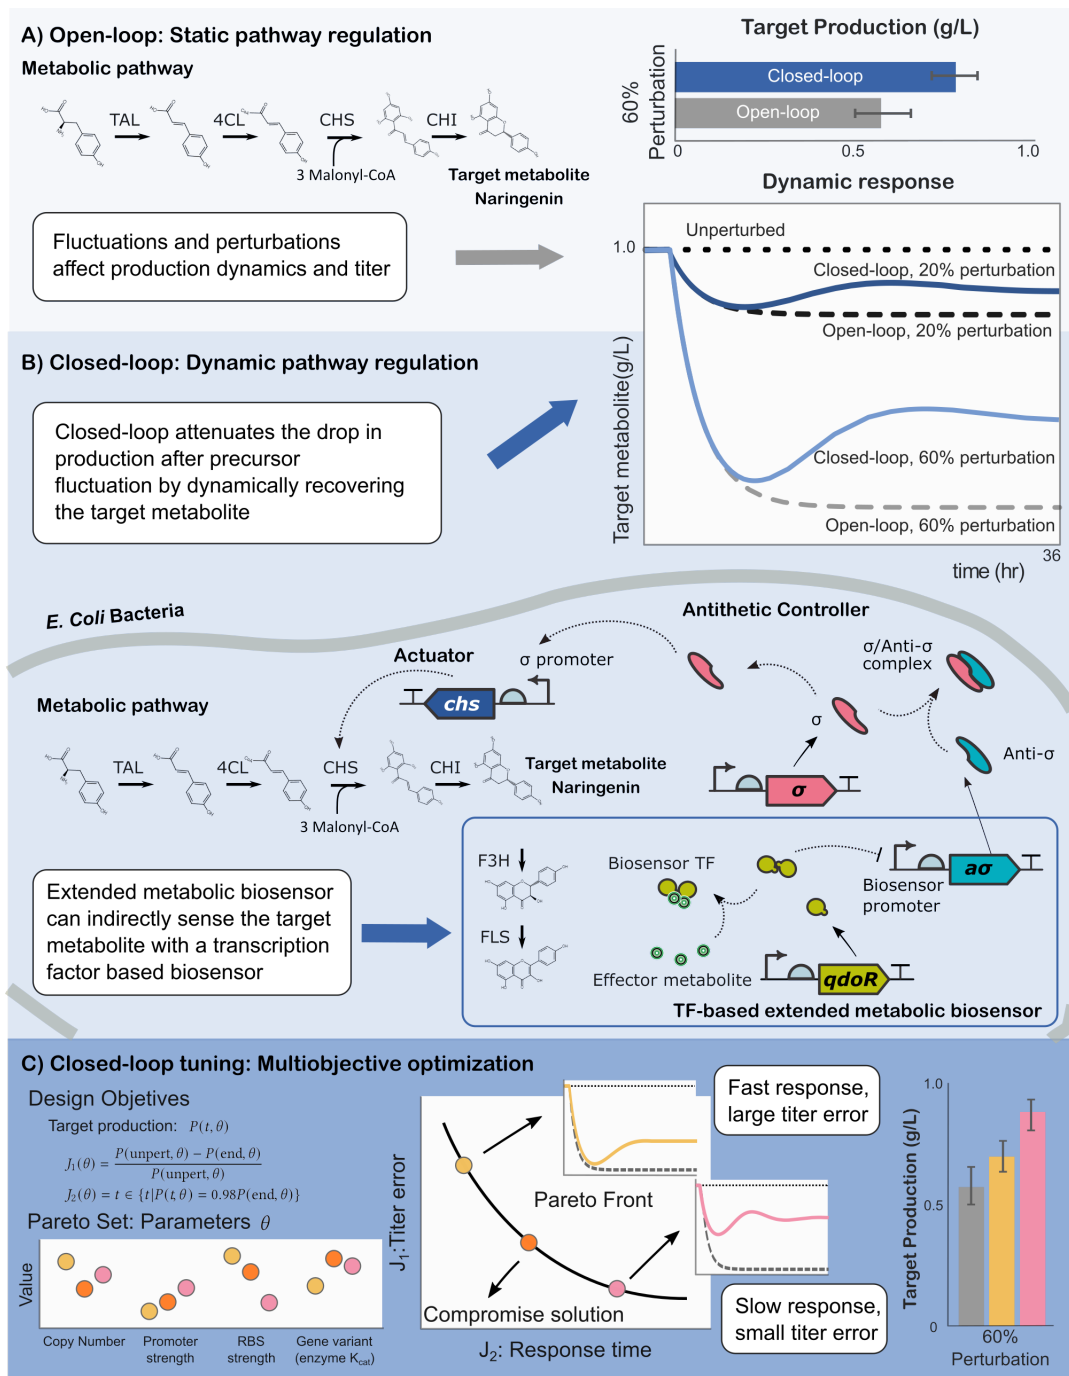 A) Open-loop: Static pathway regulation
Metabolic pathway
TAL
4CL
CHS
CHI
3 Malonyl-CoA
Target metabolite
Naringenin
Target Production (g/L)
60%
Perturbation
Closed-loop
Open-loop
0
0.5
1.0
Fluctuations and perturbations
affect production dynamics and titer
Dynamic response
1.0
Unperturbed
Closed-loop, 20% perturbation
Open-loop, 20% perturbation
Closed-loop, 60% perturbation
Open-loop, 60% perturbation
Target metabolite(g/L)
36
time (hr)
B) Closed-loop: Dynamic pathway regulation
Closed-loop attenuates the drop in
production after precursor
fluctuation by dynamically recovering
the target metabolite
E. Coli Bacteria
Antithetic Controller
Actuator
σ promoter
chs
σ/Anti-σ
complex
σ
Anti-σ
σ
Metabolic pathway
TAL
4CL
CHS
CHI
3 Malonyl-CoA
Target metabolite
Naringenin
F3H
FLS
Biosensor TF
Effector metabolite
Biosensor
promoter
aσ
qdoR
TF-based extended metabolic biosensor
Extended metabolic biosensor
can indirectly sense the target
metabolite with a transcription
factor based biosensor
C) Closed-loop tuning: Multiobjective optimization
Design Objetives
Target production: P(t, θ)
J₁(θ) = P(unpert, θ) − P(end, θ)
P(unpert, θ)
J₂(θ) = t ∈ {t|P(t, θ) = 0.98P(end, θ)}
Pareto Set: Parameters θ
Value
Copy Number
Promoter
strength
RBS
strength
Gene variant
(enzyme Kcat)
J₁:Titer error
Pareto Front
Compromise solution
J₂: Response time
Fast response,
large titer error
Slow response,
small titer error
Target Production (g/L)
1.0
0.5
0
60%
Perturbation